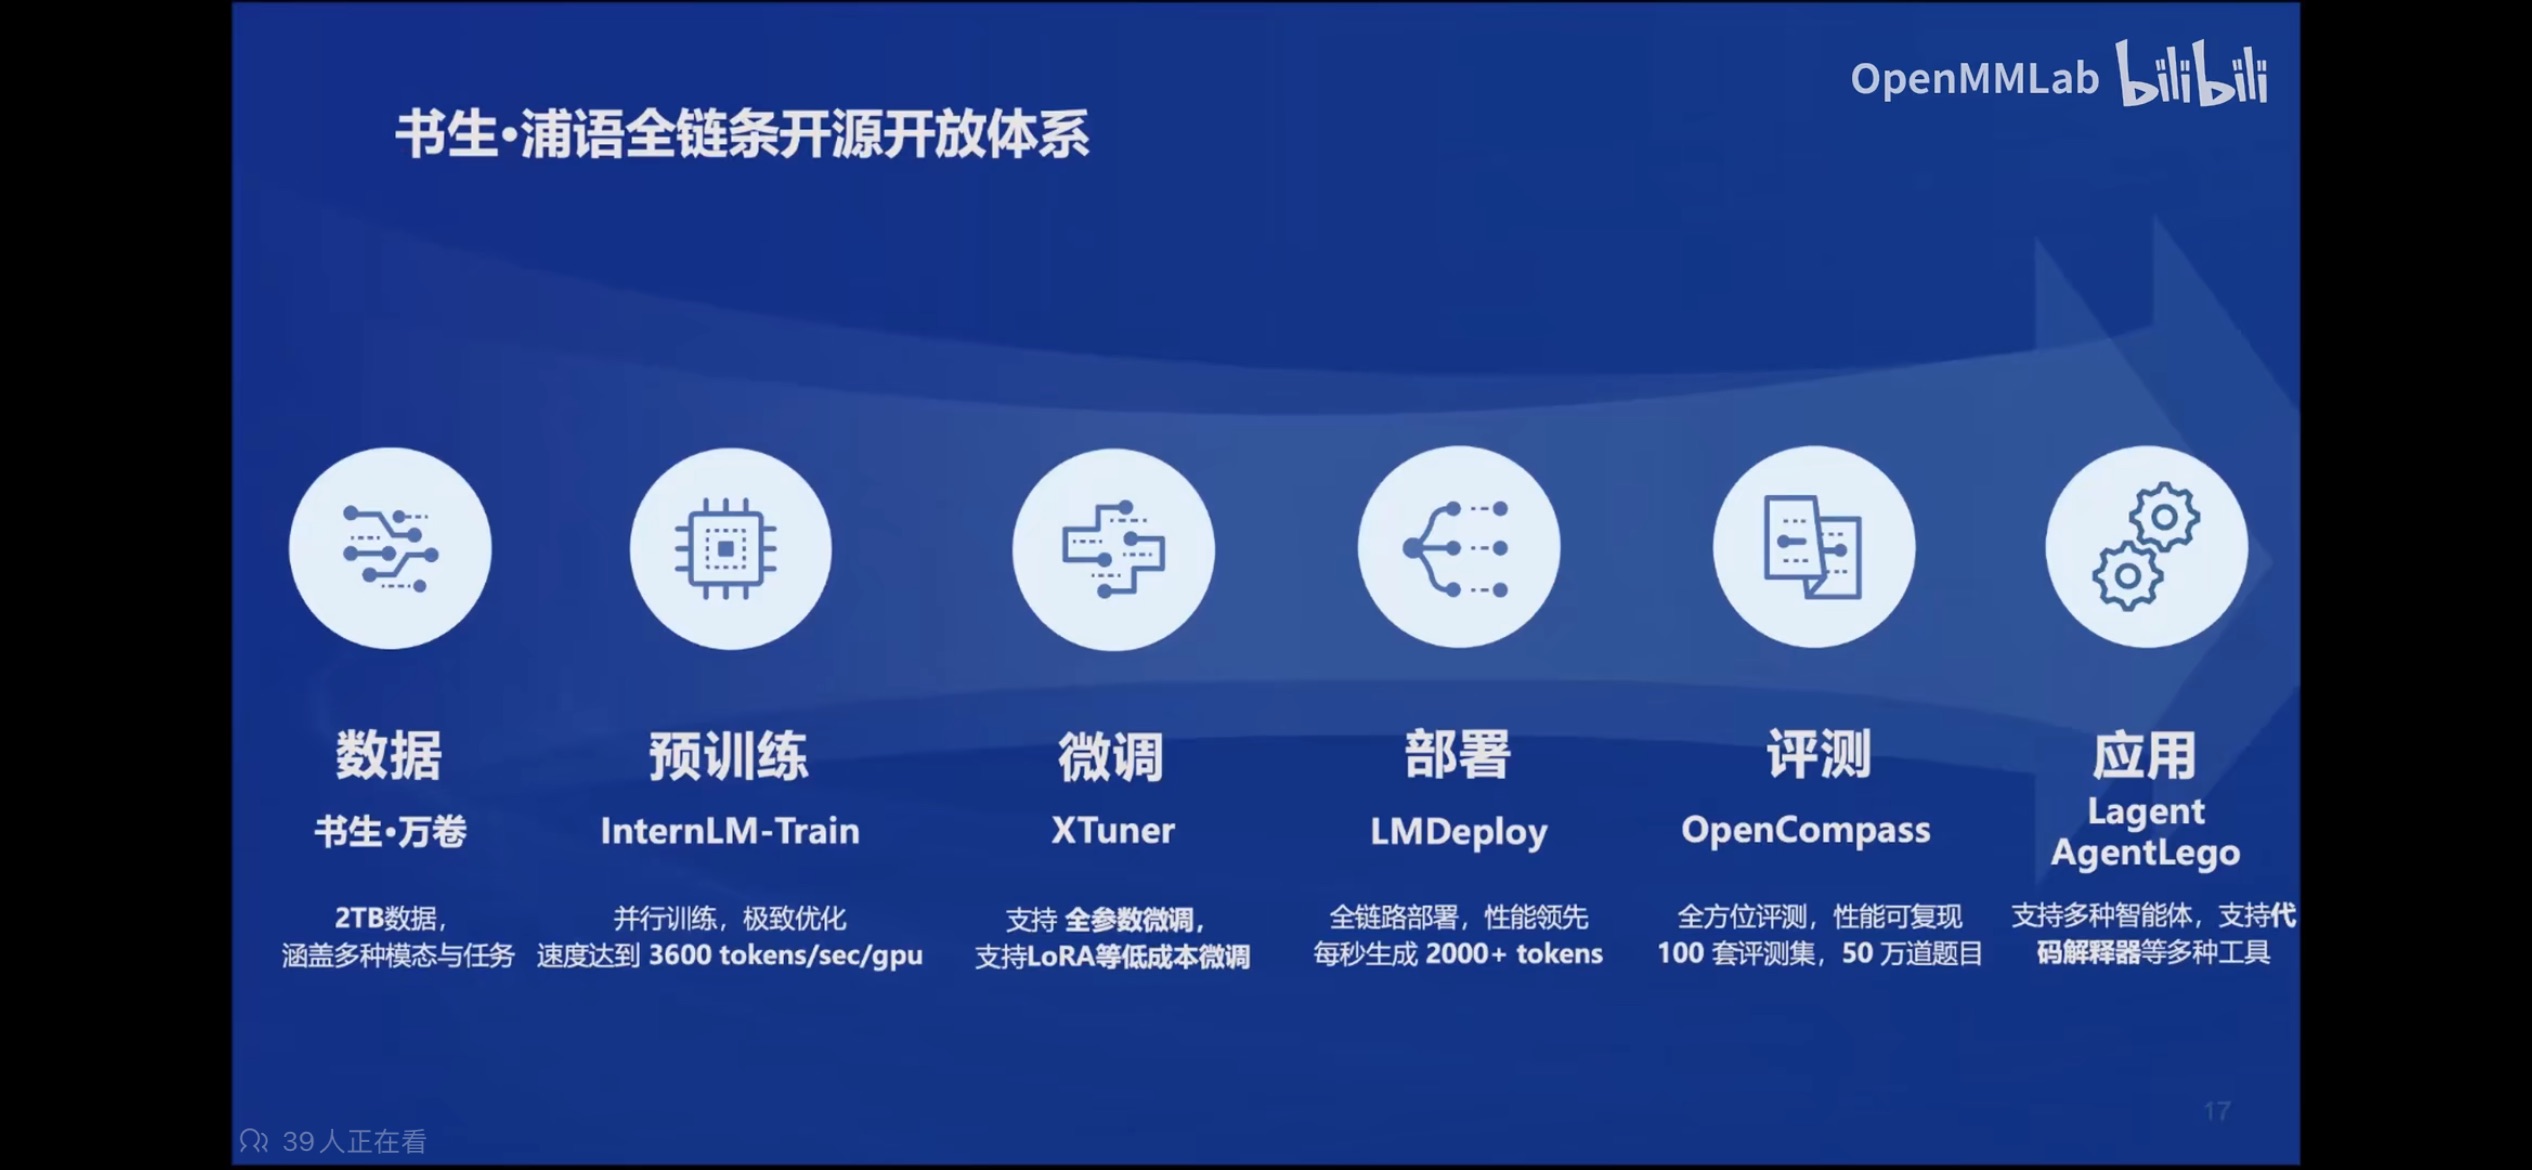 OpenMMLab bilibili
书生·浦语全链条开源开放体系
数据
书生·万卷
2TB数据，
涵盖多种模态与任务
预训练
InternLM-Train
并行训练，极致优化
速度达到 3600 tokens/sec/gpu
微调
XTuner
支持 全参数微调，
支持LoRA等低成本微调
部署
LMDeploy
全链路部署，性能领先
每秒生成 2000+ tokens
评测
OpenCompass
全方位评测，性能可复现
100 套评测集，50 万道题目
应用
Lagent
AgentLego
支持多种智能体，支持代
码解释器等多种工具
17
39人正在看